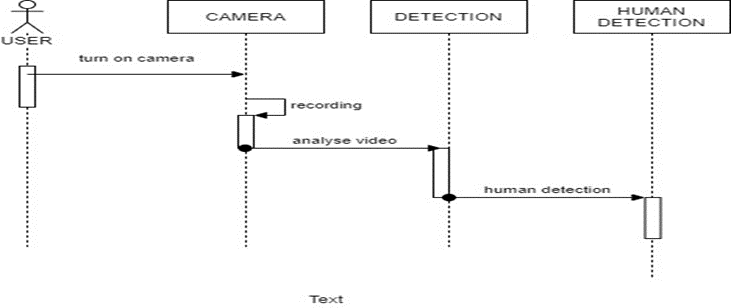 USER
CAMERA
DETECTION
HUMAN
DETECTION
turn on camera
recording
analyse video
human detection
Text